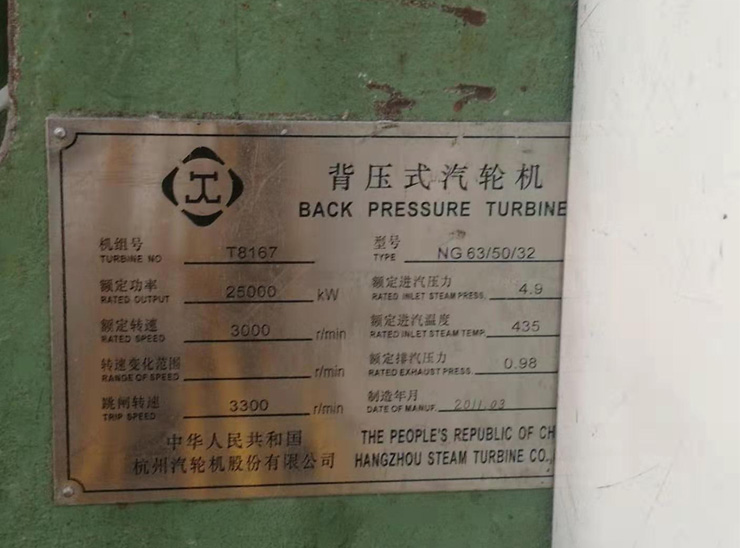 背压式汽轮机
BACK PRESSURE TURBINE
机组号 T8167 型号 NG 63/50/32
TURBINE NO TYPE
额定功率 25000 kW 额定进汽压力 4.9
RATED OUTPUT RATED INLET STEAM PRESS.
额定转速 3000 r/min 额定进汽温度 435
RATED SPEED RATED INLET STEAM TEMP.
转速变化范围 r/min 额定排汽压力 0.98
RANGE OF SPEED RATED EXHAUST PRESS.
跳闸转速 3300 r/min 制造年月 2011.03
TRIP SPEED DATE OF MANUF.
中华人民共和国 THE PEOPLE'S REPUBLIC OF CH
杭州汽轮机股份有限公司 HANGZHOU STEAM TURBINE CO.,